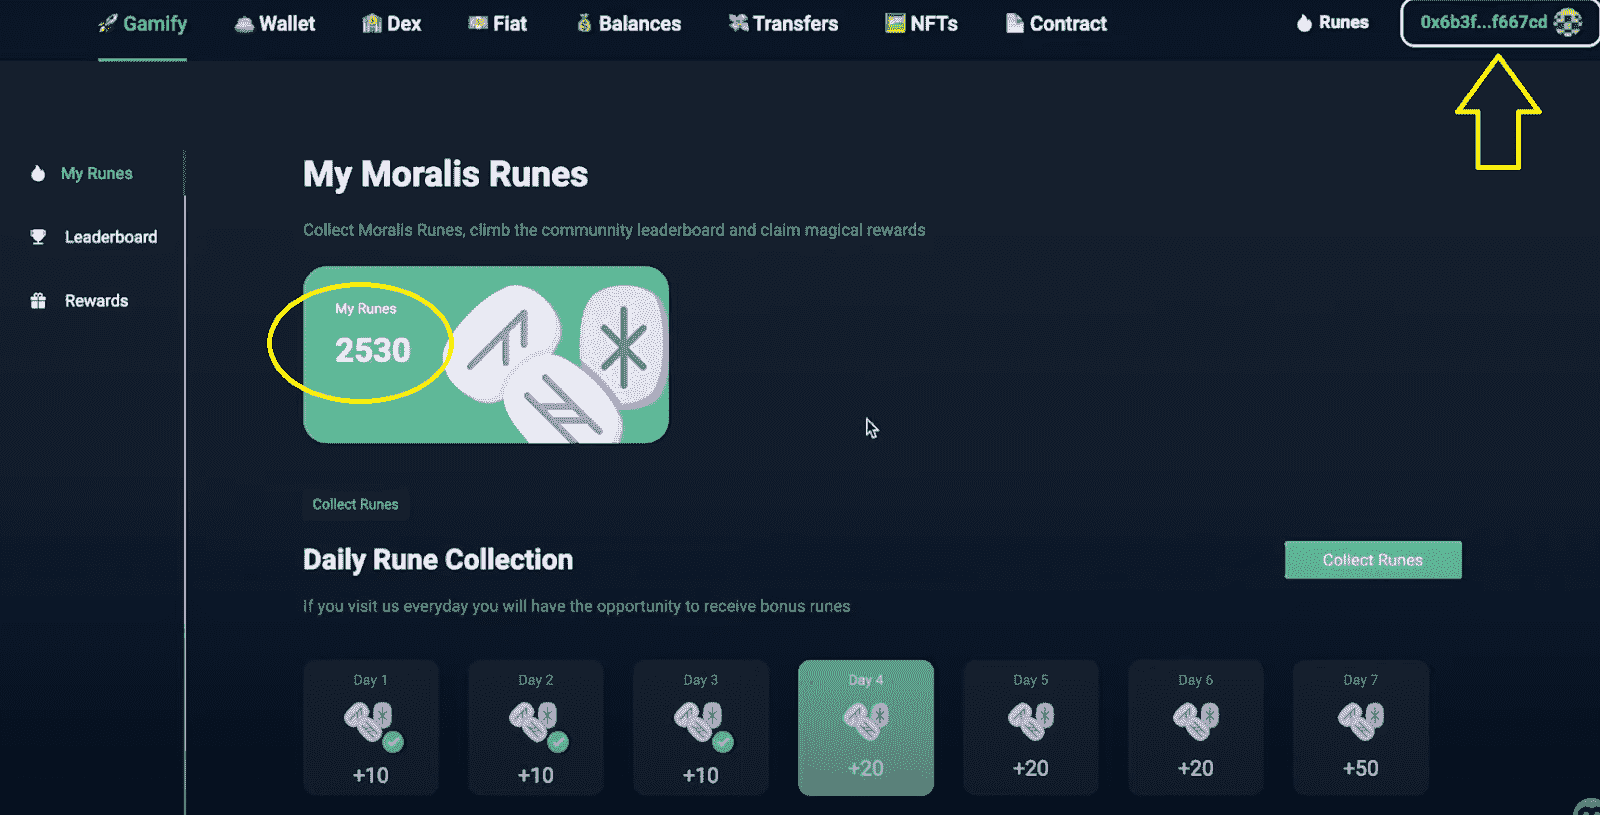 Gamify Wallet Dex Fiat Balances Transfers NFTs Contract Runes 0x6b3f...f667cd
My Runes
Leaderboard
Rewards
My Moralis Runes
Collect Moralis Runes, climb the communnity leaderboard and claim magical rewards
My Runes
2530
Collect Runes
Daily Rune Collection
Collect Runes
If you visit us everyday you will have the opportunity to receive bonus runes
Day 1 Day 2 Day 3 Day 4 Day 5 Day 6 Day 7
+10 +10 +10 +20 +20 +20 +50